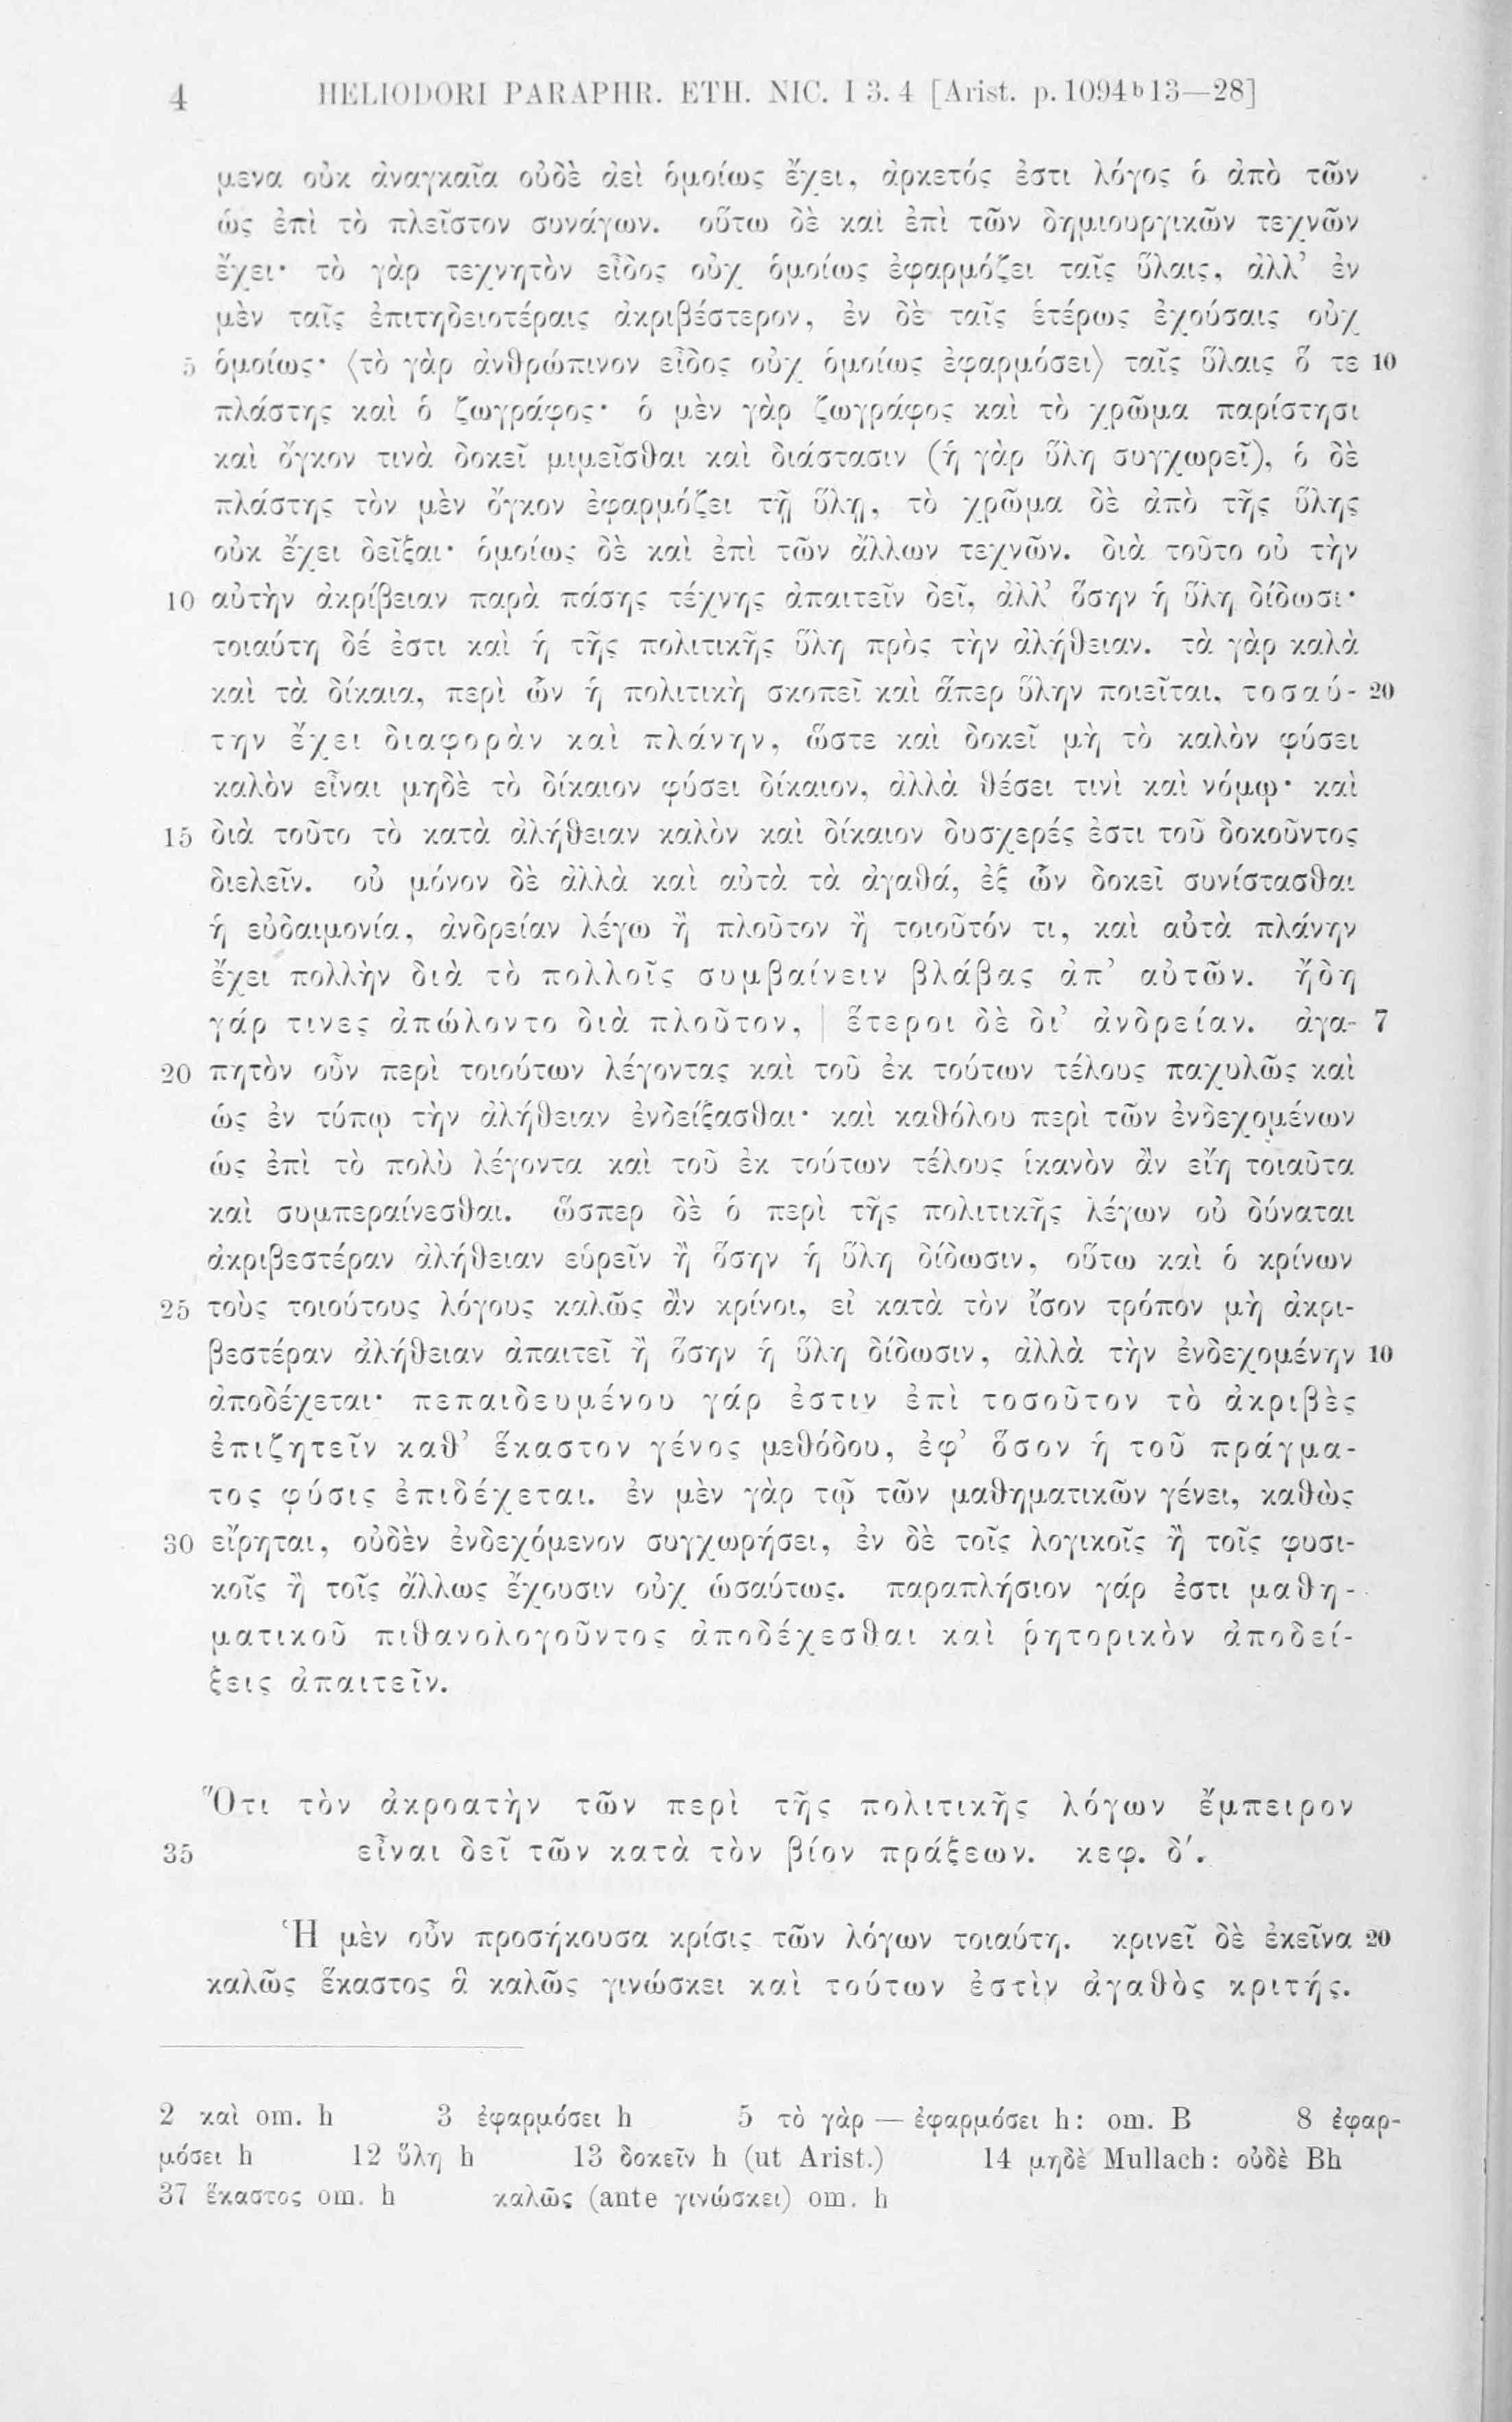 4 HELIODORI PARAPHR. ETH. NIC. I 3. 4 [Arist. p. 1094ᵇ13—28]
μενα οὐκ ἀναγκαῖα οὐδὲ ἀεὶ ὁμοίως ἔχει, ἀρκετός ἐστι λόγος ὁ ἀπὸ τῶν
ὡς ἐπὶ τὸ πλεῖστον συνάγων. οὕτω δὲ καὶ ἐπὶ τῶν δημιουργικῶν τεχνῶν
ἔχει· τὸ γὰρ τεχνητὸν εἶδος οὐχ ὁμοίως ἐφαρμόζει ταῖς ὕλαις, ἀλλ’ ἐν
μὲν ταῖς ἐπιτηδειοτέραις ἀκριβέστερον, ἐν δὲ ταῖς ἑτέρως ἐχούσαις οὐχ
5 ὁμοίως· ⟨τὸ γὰρ ἀνθρώπινον εἶδος οὐχ ὁμοίως ἐφαρμόσει⟩ ταῖς ὕλαις ὅ τε 10
πλάστης καὶ ὁ ζωγράφος· ὁ μὲν γὰρ ζωγράφος καὶ τὸ χρῶμα παρίστησι
καὶ ὄγκον τινὰ δοκεῖ μιμεῖσθαι καὶ διάστασιν (ἡ γὰρ ὕλη συγχωρεῖ), ὁ δὲ
πλάστης τὸν μὲν ὄγκον ἐφαρμόζει τῇ ὕλῃ, τὸ χρῶμα δὲ ἀπὸ τῆς ὕλης
οὐκ ἔχει δεῖξαι· ὁμοίως δὲ καὶ ἐπὶ τῶν ἄλλων τεχνῶν. διὰ τοῦτο οὐ τὴν
10 αὐτὴν ἀκρίβειαν παρὰ πάσης τέχνης ἀπαιτεῖν δεῖ, ἀλλ’ ὅσην ἡ ὕλη δίδωσι·
τοιαύτη δέ ἐστι καὶ ἡ τῆς πολιτικῆς ὕλη πρὸς τὴν ἀλήθειαν. τὰ γὰρ καλὰ
καὶ τὰ δίκαια, περὶ ὧν ἡ πολιτικὴ σκοπεῖ καὶ ἅπερ ὕλην ποιεῖται, τοσαύ- 20
την ἔχει διαφορὰν καὶ πλάνην, ὥστε καὶ δοκεῖ μὴ τὸ καλὸν φύσει
καλὸν εἶναι μηδὲ τὸ δίκαιον φύσει δίκαιον, ἀλλὰ θέσει τινὶ καὶ νόμῳ· καὶ
15 διὰ τοῦτο τὸ κατὰ ἀλήθειαν καλὸν καὶ δίκαιον δυσχερές ἐστι τοῦ δοκοῦντος
διελεῖν. οὐ μόνον δὲ ἀλλὰ καὶ αὐτὰ τὰ ἀγαθά, ἐξ ὧν δοκεῖ συνίστασθαι
ἡ εὐδαιμονία, ἀνδρείαν λέγω ἢ πλοῦτον ἢ τοιοῦτόν τι, καὶ αὐτὰ πλάνην
ἔχει πολλὴν διὰ τὸ πολλοῖς συμβαίνειν βλάβας ἀπ’ αὐτῶν. ἤδη
γάρ τινες ἀπώλοντο διὰ πλοῦτον, | ἕτεροι δὲ δι’ ἀνδρείαν. ἀγα- 7
20 πητὸν οὖν περὶ τοιούτων λέγοντας καὶ τοῦ ἐκ τούτων τέλους παχυλῶς καὶ
ὡς ἐν τύπῳ τὴν ἀλήθειαν ἐνδείξασθαι· καὶ καθόλου περὶ τῶν ἐνδεχομένων
ὡς ἐπὶ τὸ πολὺ λέγοντα καὶ τοῦ ἐκ τούτων τέλους ἱκανὸν ἂν εἴη τοιαῦτα
καὶ συμπεραίνεσθαι. ὥσπερ δὲ ὁ περὶ τῆς πολιτικῆς λέγων οὐ δύναται
ἀκριβεστέραν ἀλήθειαν εὑρεῖν ἢ ὅσην ἡ ὕλη δίδωσιν, οὕτω καὶ ὁ κρίνων
25 τοὺς τοιούτους λόγους καλῶς ἂν κρίνοι, εἰ κατὰ τὸν ἴσον τρόπον μὴ ἀκρι-
βεστέραν ἀλήθειαν ἀπαιτεῖ ἢ ὅσην ἡ ὕλη δίδωσιν, ἀλλὰ τὴν ἐνδεχομένην 10
ἀποδέχεται· πεπαιδευμένου γάρ ἐστιν ἐπὶ τοσοῦτον τὸ ἀκριβὲς
ἐπιζητεῖν καθ’ ἕκαστον γένος μεθόδου, ἐφ’ ὅσον ἡ τοῦ πράγμα-
τος φύσις ἐπιδέχεται. ἐν μὲν γὰρ τῷ τῶν μαθηματικῶν γένει, καθὼς
30 εἴρηται, οὐδὲν ἐνδεχόμενον συγχωρήσει, ἐν δὲ τοῖς λογικοῖς ἢ τοῖς φυσι-
κοῖς ἢ τοῖς ἄλλως ἔχουσιν οὐχ ὡσαύτως. παραπλήσιον γάρ ἐστι μαθη-
ματικοῦ πιθανολογοῦντος ἀποδέχεσθαι καὶ ῥητορικὸν ἀποδεί-
ξεις ἀπαιτεῖν.
Ὅτι τὸν ἀκροατὴν τῶν περὶ τῆς πολιτικῆς λόγων ἔμπειρον
35 εἶναι δεῖ τῶν κατὰ τὸν βίον πράξεων. κεφ. δ′.
Ἡ μὲν οὖν προσήκουσα κρίσις τῶν λόγων τοιαύτη. κρινεῖ δὲ ἐκεῖνα 20
καλῶς ἕκαστος ἃ καλῶς γινώσκει καὶ τούτων ἐστὶν ἀγαθὸς κριτής.
2 καὶ om. h 3 ἐφαρμόσει h 5 τὸ γὰρ — ἐφαρμόσει h: om. B 8 ἐφαρ-
μόσει h 12 ὕλη h 13 δοκεῖν h (ut Arist.) 14 μηδὲ Mullach: οὐδὲ Bh
37 ἕκαστος om. h καλῶς (ante γινώσκει) om. h